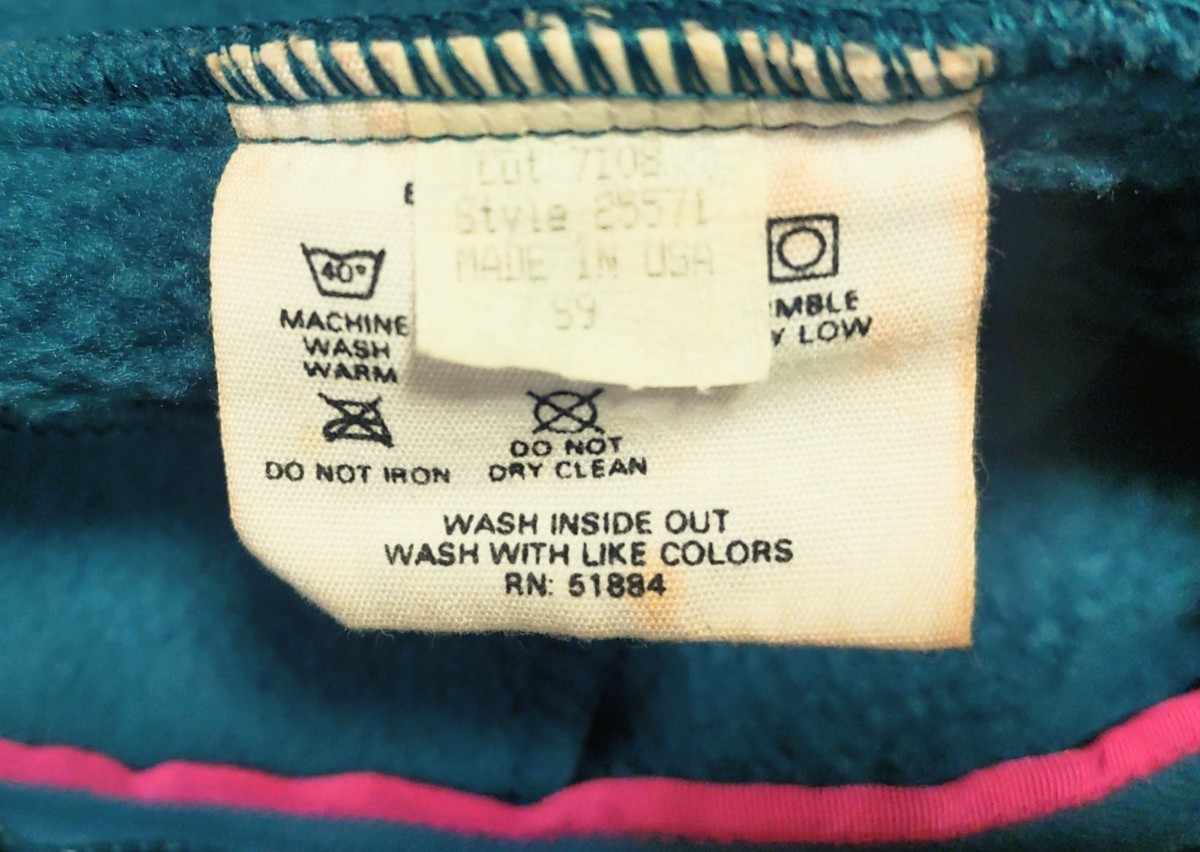 Cut 7108
Style 25571
MADE IN USA
S9
40°
MACHINE
WASH
WARM
MBLE
Y LOW
DO NOT IRON
DO NOT
DRY CLEAN
WASH INSIDE OUT
WASH WITH LIKE COLORS
RN: 51884